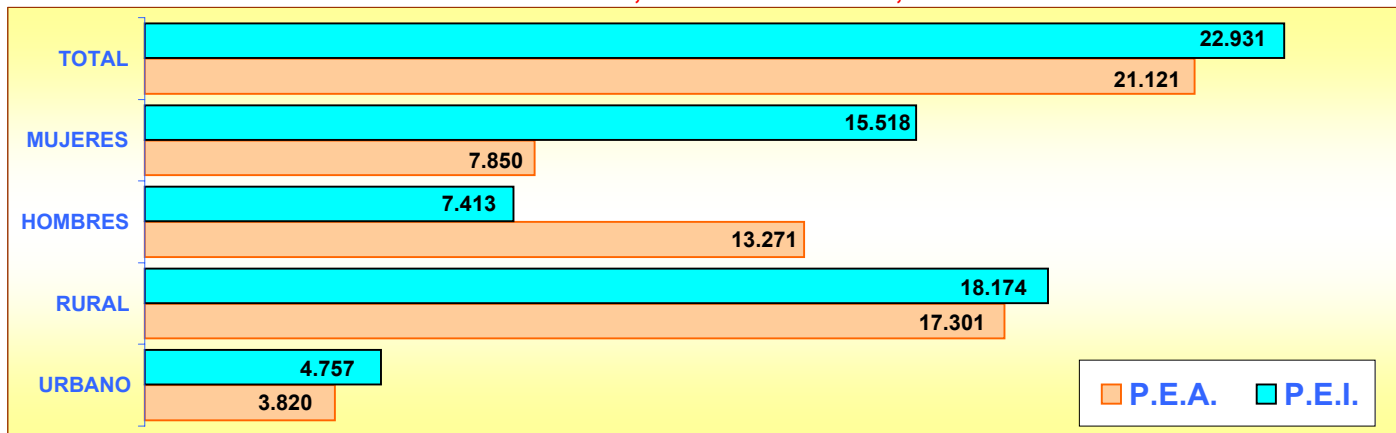 22.931
TOTAL
21.121
15.518
MUJERES
7.850
7.413
HOMBRES
13.271
18.174
RURAL
17.301
4.757
URBANO
3.820
P.E.A. P.E.I.